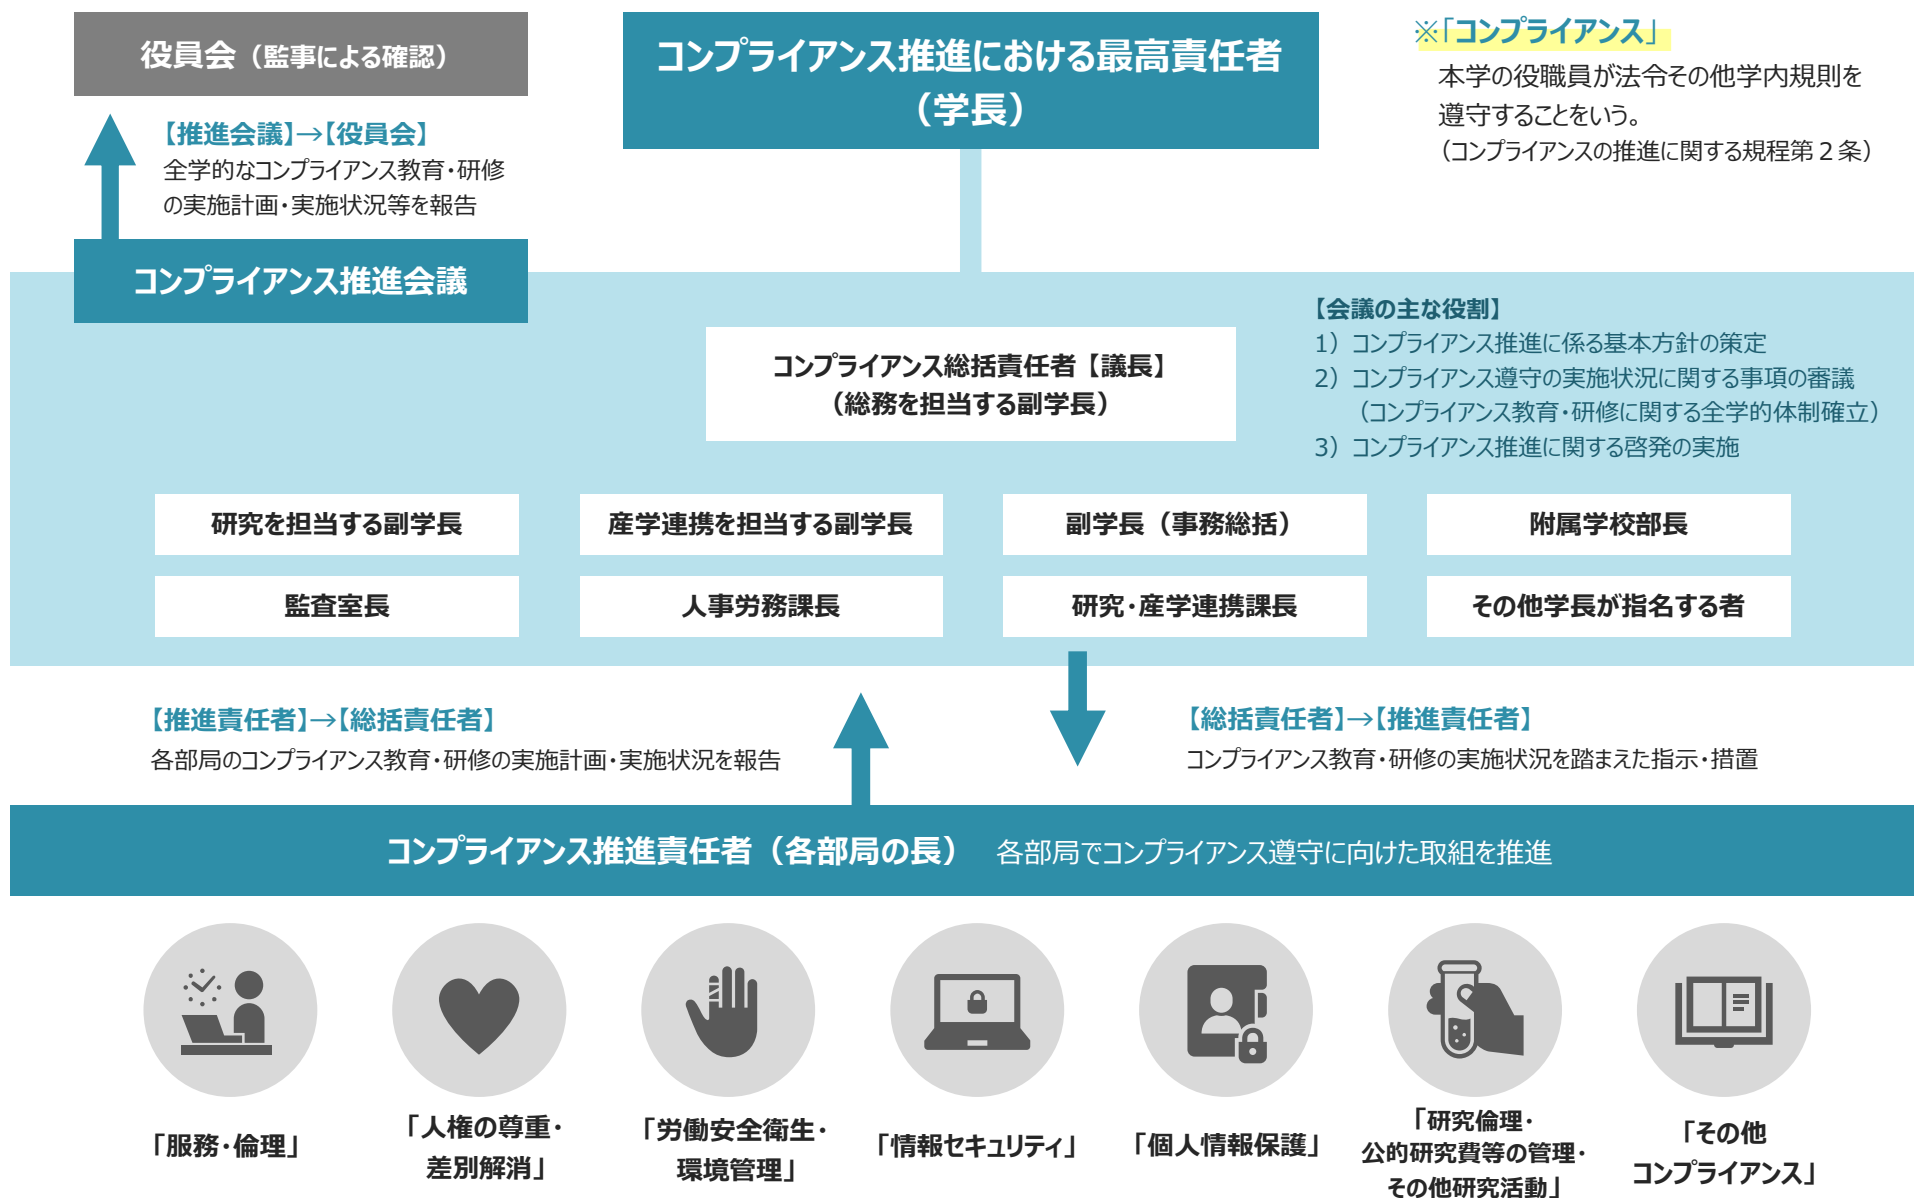 役員会（監事による確認）
コンプライアンス推進における最高責任者
（学長）
※「コンプライアンス」
本学の役職員が法令その他学内規則を
遵守することをいう。
（コンプライアンスの推進に関する規程第２条）
【推進会議】→【役員会】
全学的なコンプライアンス教育・研修
の実施計画・実施状況等を報告
コンプライアンス推進会議
コンプライアンス総括責任者【議長】
（総務を担当する副学長）
【会議の主な役割】
1）コンプライアンス推進に係る基本方針の策定
2）コンプライアンス遵守の実施状況に関する事項の審議
（コンプライアンス教育・研修に関する全学的体制確立）
3）コンプライアンス推進に関する啓発の実施
研究を担当する副学長
産学連携を担当する副学長
副学長（事務総括）
附属学校部長
監査室長
人事労務課長
研究・産学連携課長
その他学長が指名する者
【推進責任者】→【総括責任者】
各部局のコンプライアンス教育・研修の実施計画・実施状況を報告
【総括責任者】→【推進責任者】
コンプライアンス教育・研修の実施状況を踏まえた指示・措置
コンプライアンス推進責任者（各部局の長） 各部局でコンプライアンス遵守に向けた取組を推進
「服務・倫理」
「人権の尊重・
差別解消」
「労働安全衛生・
環境管理」
「情報セキュリティ」
「個人情報保護」
「研究倫理・
公的研究費等の管理・
その他研究活動」
「その他
コンプライアンス」